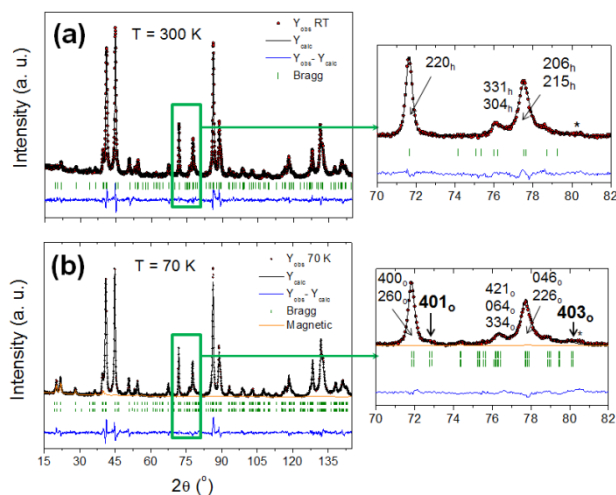 (a)
T = 300 K
Y_obs RT
Y_calc
Y_obs - Y_calc
Bragg
Intensity (a. u.)
220_h
331_h
304_h
206_h
215_h
*
70 72 74 76 78 80 82
(b)
T = 70 K
Y_obs 70 K
Y_calc
Y_obs - Y_calc
Bragg
Magnetic
Intensity (a. u.)
400_o
260_o
401_o
421_o
064_o
334_o
046_o
226_o
403_o
*
70 72 74 76 78 80 82
15 30 45 60 75 90 105 120 135
2θ (°)